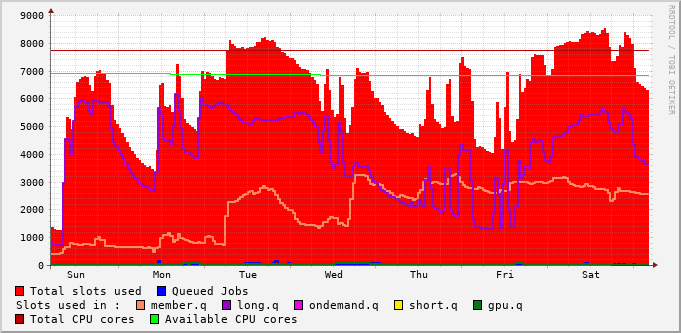 9000
8000
7000
6000
5000
4000
3000
2000
1000
0
Sun Mon Tue Wed Thu Fri Sat
RRDTOOL / TOBI OETIKER
Total slots used Queued Jobs
Slots used in : member.q long.q ondemand.q short.q gpu.q
Total CPU cores Available CPU cores